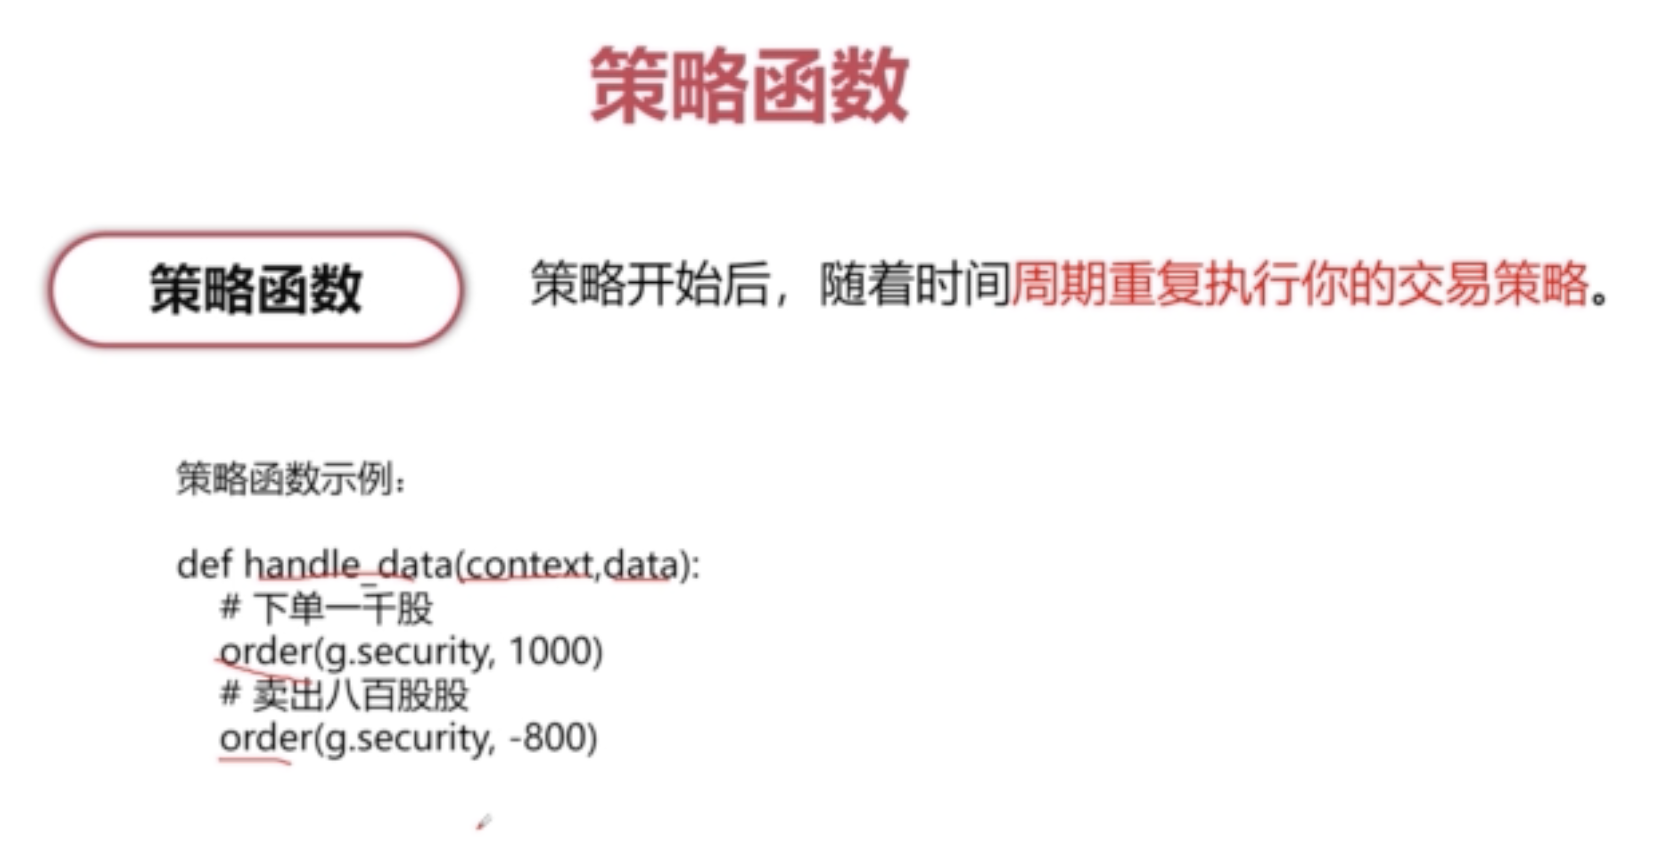 策略函数
策略函数
策略开始后，随着时间周期重复执行你的交易策略。
策略函数示例：
def handle_data(context,data):
# 下单一千股
order(g.security, 1000)
# 卖出八百股股
order(g.security, -800)